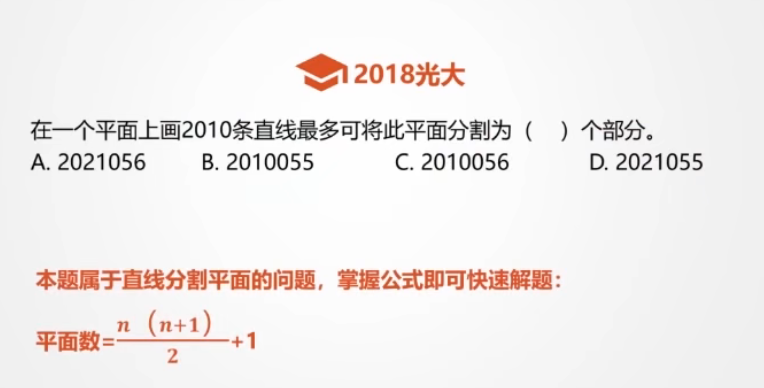 2018光大
在一个平面上画2010条直线最多可将此平面分割为（ ）个部分。
A. 2021056 B. 2010055 C. 2010056 D. 2021055
本题属于直线分割平面的问题，掌握公式即可快速解题：
平面数=n（n+1）/2+1